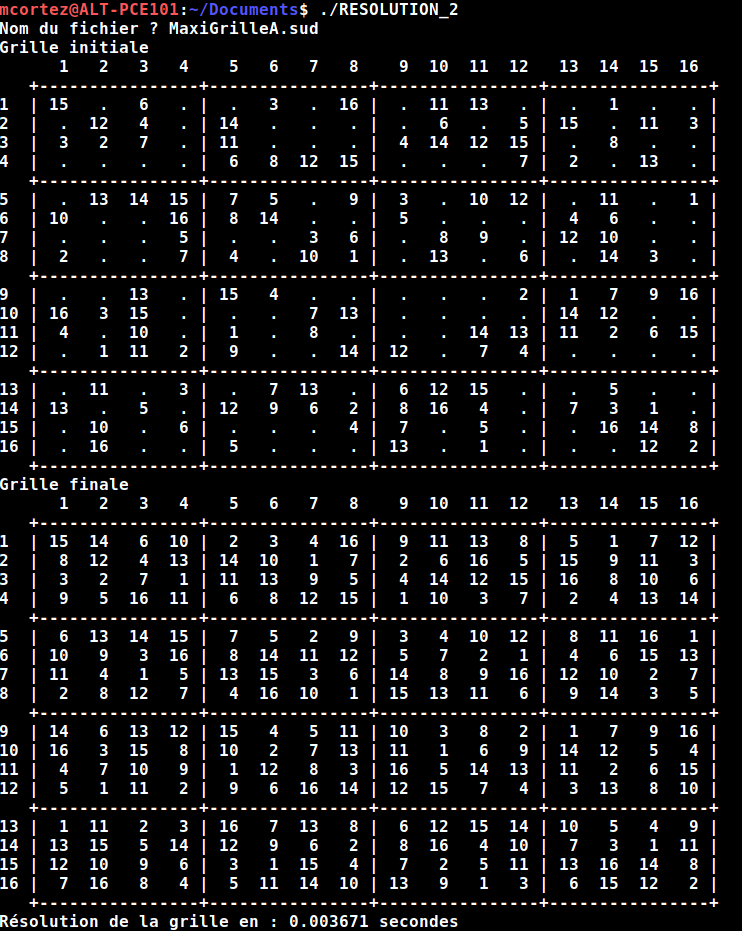 mcortez@ALT-PCE101:~/Documents$ ./RESOLUTION_2
Nom du fichier ? MaxiGrilleA.sud
Grille initiale
      1   2   3   4    5   6   7   8    9  10  11  12   13  14  15  16
   +----------------+----------------+----------------+----------------+
1  | 15   .   6   . |  .   3   .  16 |  .  11  13   . |  .   1   .   . |
2  |  .  12   4   . | 14   .   .   . |  .   6   .   5 | 15   .  11   3 |
3  |  3   2   7   . | 11   .   .   . |  4  14  12  15 |  .   8   .   . |
4  |  .   .   .   . |  6   8  12  15 |  .   .   .   7 |  2   .  13   . |
   +----------------+----------------+----------------+----------------+
5  |  .  13  14  15 |  7   5   .   9 |  3   .  10  12 |  .  11   .   1 |
6  | 10   .   .  16 |  8  14   .   . |  5   .   .   . |  4   6   .   . |
7  |  .   .   .   5 |  .   .   3   6 |  .   8   9   . | 12  10   .   . |
8  |  2   .   .   7 |  4   .  10   1 |  .  13   .   6 |  .  14   3   . |
   +----------------+----------------+----------------+----------------+
9  |  .   .  13   . | 15   4   .   . |  .   .   .   2 |  1   7   9  16 |
10 | 16   3  15   . |  .   .   7  13 |  .   .   .   . | 14  12   .   . |
11 |  4   .  10   . |  1   .   8   . |  .   .  14  13 | 11   2   6  15 |
12 |  .   1  11   2 |  9   .   .  14 | 12   .   7   4 |  .   .   .   . |
   +----------------+----------------+----------------+----------------+
13 |  .  11   .   3 |  .   7  13   . |  6  12  15   . |  .   5   .   . |
14 | 13   .   5   . | 12   9   6   2 |  8  16   4   . |  7   3   1   . |
15 |  .  10   .   6 |  .   .   .   4 |  7   .   5   . |  .  16  14   8 |
16 |  .  16   .   . |  5   .   .   . | 13   .   1   . |  .   .  12   2 |
   +----------------+----------------+----------------+----------------+
Grille finale
      1   2   3   4    5   6   7   8    9  10  11  12   13  14  15  16
   +----------------+----------------+----------------+----------------+
1  | 15  14   6  10 |  2   3   4  16 |  9  11  13   8 |  5   1   7  12 |
2  |  8  12   4  13 | 14  10   1   7 |  2   6  16   5 | 15   9  11   3 |
3  |  3   2   7   1 | 11  13   9   5 |  4  14  12  15 | 16   8  10   6 |
4  |  9   5  16  11 |  6   8  12  15 |  1  10   3   7 |  2   4  13  14 |
   +----------------+----------------+----------------+----------------+
5  |  6  13  14  15 |  7   5   2   9 |  3   4  10  12 |  8  11  16   1 |
6  | 10   9   3  16 |  8  14  11  12 |  5   7   2   1 |  4   6  15  13 |
7  | 11   4   1   5 | 13  15   3   6 | 14   8   9  16 | 12  10   2   7 |
8  |  2   8  12   7 |  4  16  10   1 | 15  13  11   6 |  9  14   3   5 |
   +----------------+----------------+----------------+----------------+
9  | 14   6  13  12 | 15   4   5  11 | 10   3   8   2 |  1   7   9  16 |
10 | 16   3  15   8 | 10   2   7  13 | 11   1   6   9 | 14  12   5   4 |
11 |  4   7  10   9 |  1  12   8   3 | 16   5  14  13 | 11   2   6  15 |
12 |  5   1  11   2 |  9   6  16  14 | 12  15   7   4 |  3  13   8  10 |
   +----------------+----------------+----------------+----------------+
13 |  1  11   2   3 | 16   7  13   8 |  6  12  15  14 | 10   5   4   9 |
14 | 13  15   5  14 | 12   9   6   2 |  8  16   4  10 |  7   3   1  11 |
15 | 12  10   9   6 |  3   1  15   4 |  7   2   5  11 | 13  16  14   8 |
16 |  7  16   8   4 |  5  11  14  10 | 13   9   1   3 |  6  15  12   2 |
   +----------------+----------------+----------------+----------------+
Résolution de la grille en : 0.003671 secondes